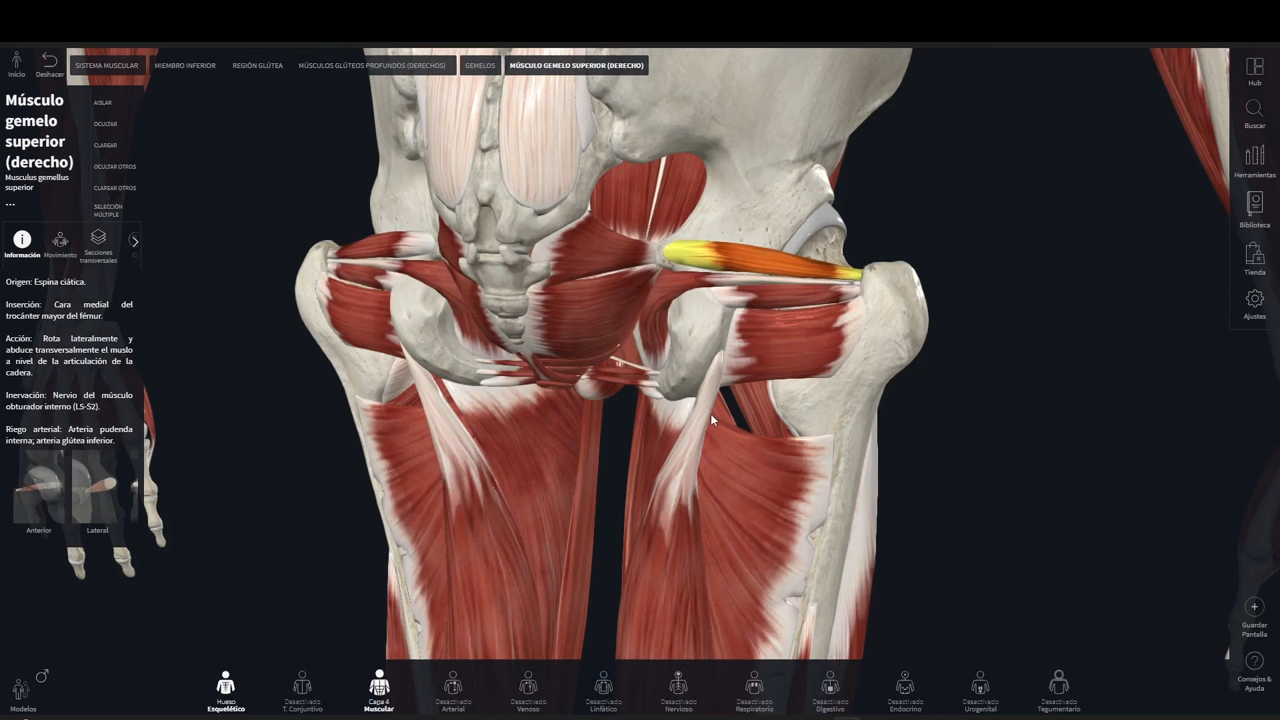 Inicio
Deshacer
SISTEMA MUSCULAR
MIEMBRO INFERIOR
REGIÓN GLÚTEA
MÚSCULOS GLÚTEOS PROFUNDOS (DERECHOS)
GEMELOS
MÚSCULO GEMELO SUPERIOR (DERECHO)
Músculo
gemelo
superior
(derecho)
Musculus gemellus
superior
...
AISLAR
OCULTAR
CLAREAR
OCULTAR OTROS
CLAREAR OTROS
SELECCIÓN
MÚLTIPLE
Información
Movimiento
Secciones
transversales
Origen: Espina ciática.
Inserción: Cara medial del
trocánter mayor del fémur.
Acción: Rota lateralmente y
abduce transversalmente el muslo
a nivel de la articulación de la
cadera.
Inervación: Nervio del músculo
obturador interno (L5-S2).
Riego arterial: Arteria pudenda
interna; arteria glútea inferior.
Anterior
Lateral
Hub
Buscar
Herramientas
Biblioteca
Tienda
Ajustes
Guardar
Pantalla
Consejos &
Ayuda
Modelos
Hueso
Esquelético
Desactivado
T. Conjuntivo
Capa 4
Muscular
Desactivado
Arterial
Desactivado
Venoso
Desactivado
Linfático
Desactivado
Nervioso
Desactivado
Respiratorio
Desactivado
Digestivo
Desactivado
Endocrino
Desactivado
Urogenital
Desactivado
Tegumentario